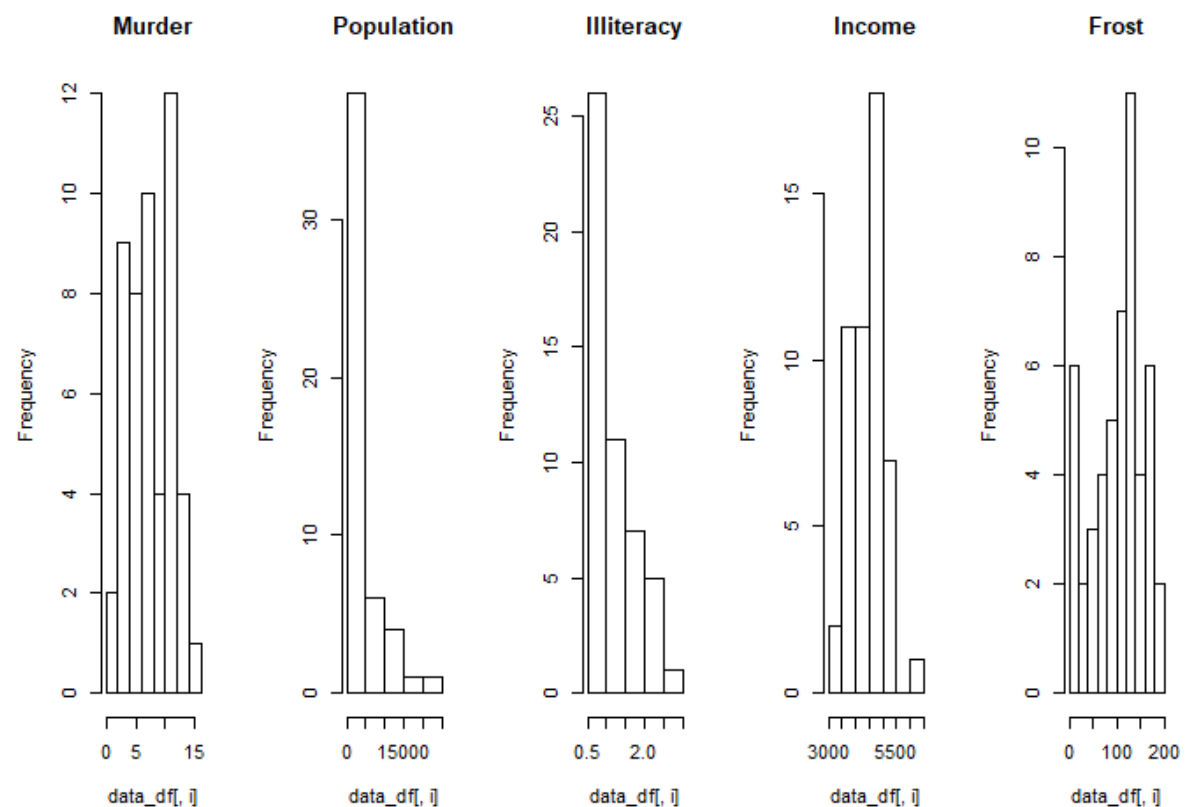 Murder
Frequency
0 2 4 6 8 10 12
0 5 15
data_df[, i]
Population
Frequency
0 10 20 30
0 15000
data_df[, i]
Illiteracy
Frequency
0 5 10 15 20 25
0.5 2.0
data_df[, i]
Income
Frequency
0 5 10 15
3000 5500
data_df[, i]
Frost
Frequency
0 2 4 6 8 10
0 100 200
data_df[, i]